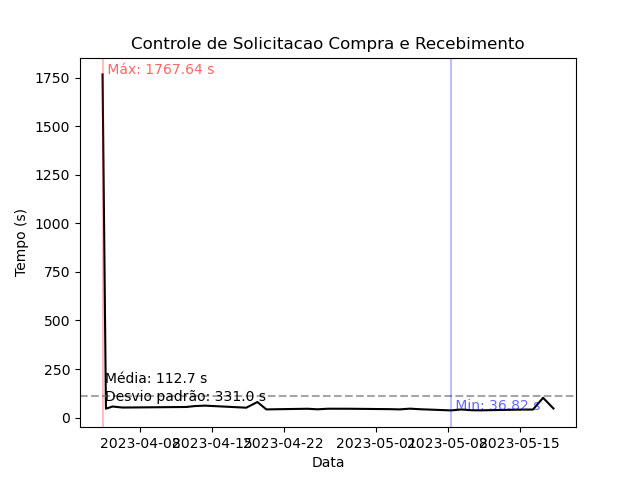 Controle de Solicitacao Compra e Recebimento
Máx: 1767.64 s
1750
1500
1250
1000
750
500
250
0
Tempo (s)
Média: 112.7 s
Desvio padrão: 331.0 s
Min: 36.82 s
2023-04-08
2023-04-15
2023-04-22
2023-05-01
2023-05-08
2023-05-15
Data